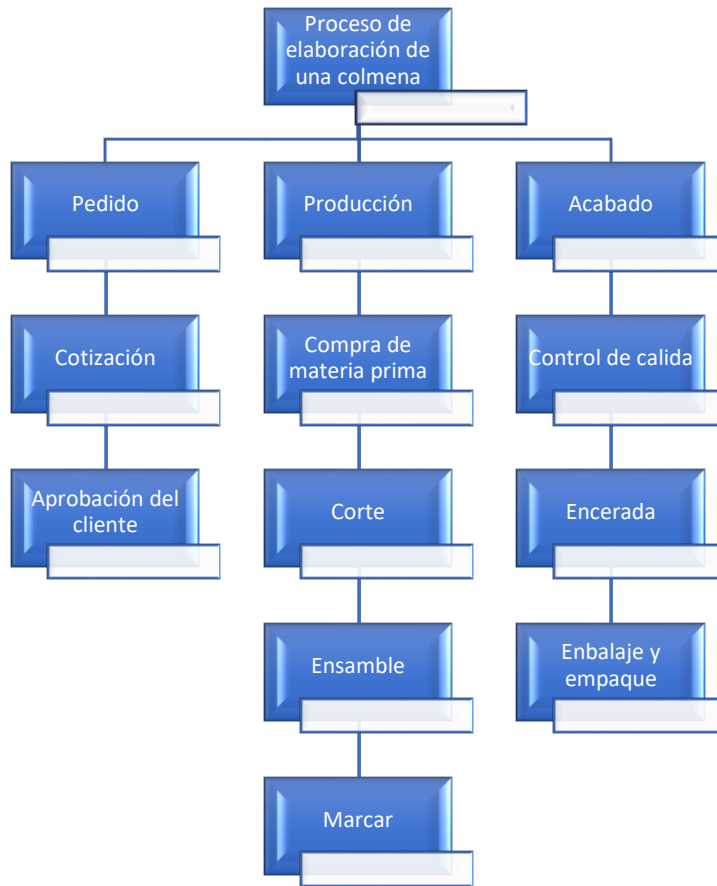 Proceso de
elaboración de
una colmena
Pedido
Producción
Acabado
Cotización
Compra de
materia prima
Control de calida
Aprobación del
cliente
Corte
Encerada
Ensamble
Enbalaje y
empaque
Marcar